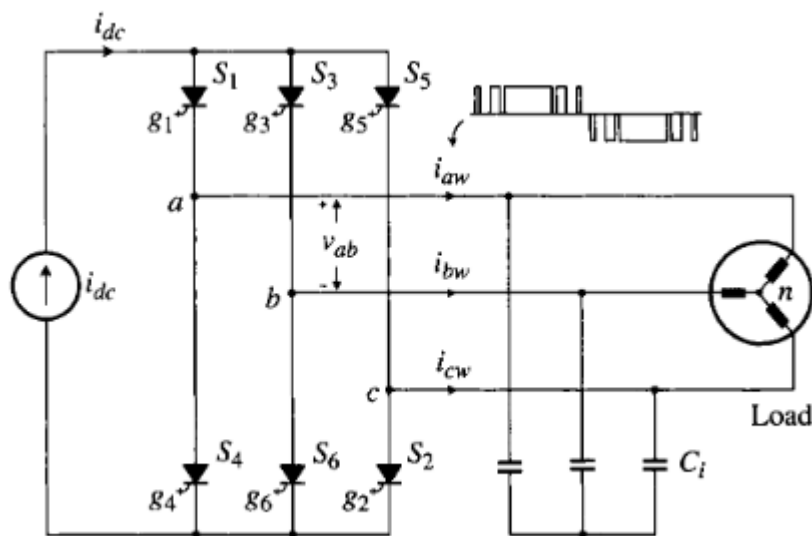 i_dc
S_1
S_3
S_5
g_1
g_3
g_5
a
i_aw
+
v_ab
-
i_dc
b
i_bw
n
c
i_cw
Load
S_4
S_6
S_2
g_4
g_6
g_2
C_i